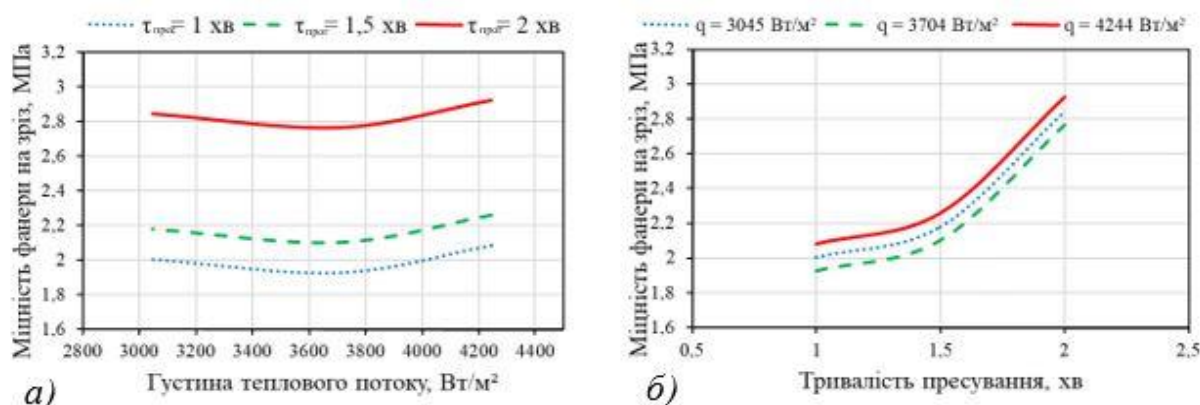 τпрг= 1 хв τпрг= 1,5 хв τпрг= 2 хв
Міцність фанери на зріз, МПа
3,2
3
2,8
2,6
2,4
2,2
2
1,8
1,6
2800 3000 3200 3400 3600 3800 4000 4200 4400
Густина теплового потоку, Вт/м²
а)
q = 3045 Вт/м² q = 3704 Вт/м² q = 4244 Вт/м²
Міцність фанери на зріз, МПа
3.2
3
2.8
2.6
2.4
2.2
2
1.8
1.6
0.5 1 1.5 2 2.5
Тривалість пресування, хв
б)